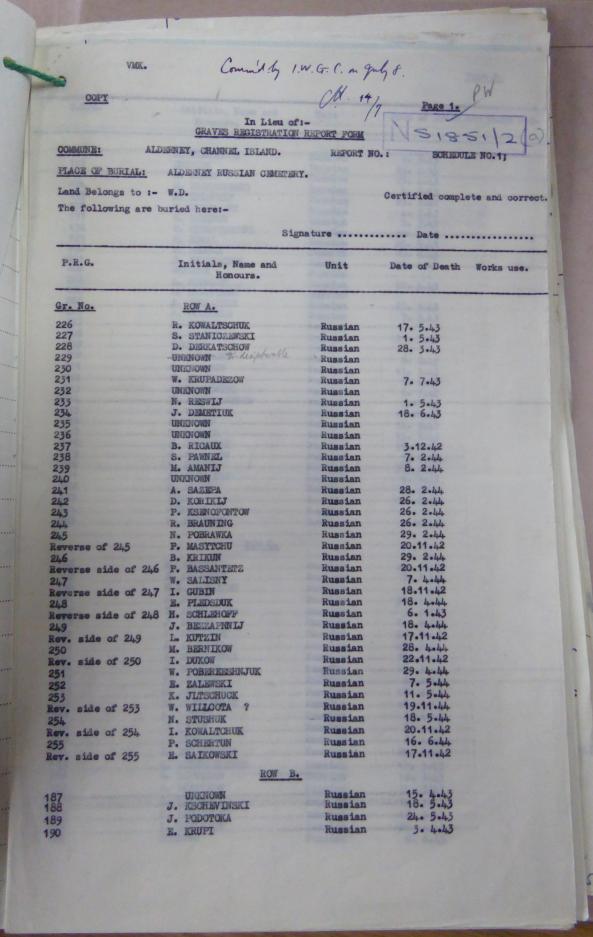 VMK.
Commd by I.W.G.C. on July 8.
14/7
COPY
Page 1.
PW
In Lieu of:-
GRAVES REGISTRATION REPORT FORM
NS1851/2(a)
COMMUNE: ALDERNEY, CHANNEL ISLAND. REPORT NO.: SCHEDULE NO.1;
PLACE OF BURIAL: ALDERNEY RUSSIAN CEMETERY.
Land Belongs to :- W.D. Certified complete and correct.
The following are buried here:-
Signature ............. Date .................
P.R.G. Initials, Name and Honours. Unit Date of Death Works use.
Gr. No. ROW A.
226 R. KOWALTSCHUK Russian 17. 5.43
227 S. STANICZEWSKI Russian 1. 5.43
228 D. DERKATSCHOW Russian 28. 3.43
229 UNKNOWN Russian
230 UNKNOWN Russian
231 W. KRUPADEZOW Russian 7. 7.43
232 UNKNOWN Russian
233 N. RESWIJ Russian 1. 5.43
234 J. DEMETIUK Russian 18. 6.43
235 UNKNOWN Russian
236 UNKNOWN Russian
237 B. RICAUX Russian 3.12.42
238 S. PAWNEL Russian 7. 2.44
239 M. AMANIJ Russian 8. 2.44
240 UNKNOWN Russian
241 A. SAZEPA Russian 28. 2.44
242 D. KORIKIJ Russian 26. 2.44
243 P. KSENOFONTOW Russian 26. 2.44
244 R. BRAUNING Russian 26. 2.44
245 N. POBRAWKA Russian 29. 2.44
Reverse of 245 P. MASYTCHU Russian 20.11.42
246 B. KRIKUN Russian 29. 2.44
Reverse side of 246 P. BASSANTETZ Russian 20.11.42
247 W. SALISNY Russian 7. 4.44
Reverse side of 247 I. GUBIN Russian 18.11.42
248 E. PLEDSDUK Russian 18. 4.44
Reverse side of 248 H. SCHLEHOFF Russian 6. 1.43
249 J. BEZZAPNNIJ Russian 18. 4.44
Rev. side of 249 L. KUTZIN Russian 17.11.42
250 M. BERNIKOW Russian 28. 4.44
Rev. side of 250 I. DUKOW Russian 22.11.42
251 W. POBEREESHNJUK Russian 29. 4.44
252 E. ZALEWSKI Russian 7. 5.44
253 K. JLTSCHUCK Russian 11. 5.44
Rev. side of 253 W. WILLOOTA ? Russian 19.11.44
254 N. STUSHUK Russian 18. 5.44
Rev. side of 254 I. KOWALTCHUK Russian 20.11.42
255 P. SCHERTUN Russian 16. 6.44
Rev. side of 255 E. SAIKOWSKI Russian 17.11.42
ROW B.
187 UNKNOWN Russian 15. 4.43
188 J. KSCHEVINSKI Russian 18. 5.43
189 J. PODOTOKA Russian 24. 5.43
190 E. KRUPI Russian 3. 4.43